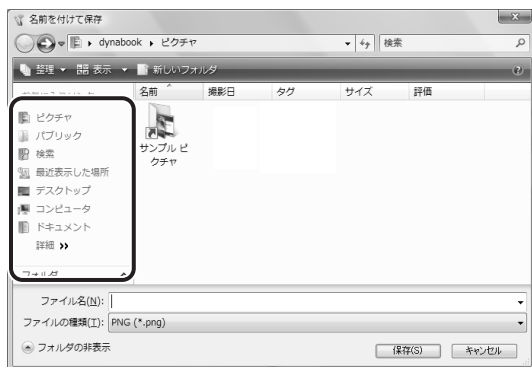 名前を付けて保存
dynabook ピクチャ 検索
整理 表示 新しいフォルダ
名前 撮影日 タグ サイズ 評価
ピクチャ
パブリック
検索
最近表示した場所
デスクトップ
コンピュータ
ドキュメント
詳細 >>
サンプル ピ
クチャ
フォルダ
ファイル名(N):
ファイルの種類(T): PNG (*.png)
フォルダの非表示 保存(S) キャンセル